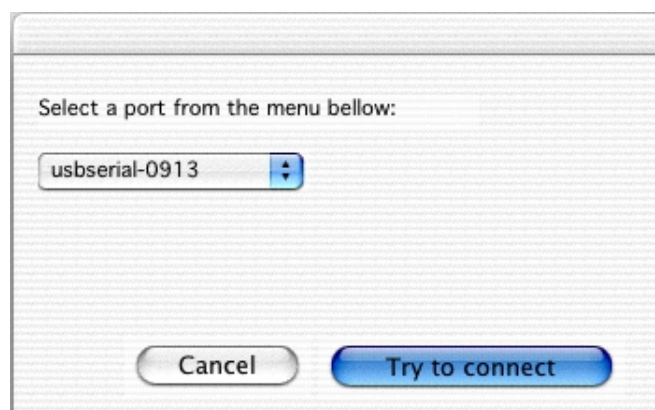 Select a port from the menu bellow:
usbserial-0913
Cancel
Try to connect